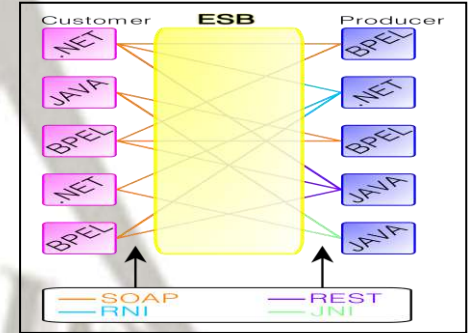 Customer ESB Producer
.NET BPEL
JAVA .NET
BPEL BPEL
.NET JAVA
BPEL JAVA
SOAP REST
RNI JNI